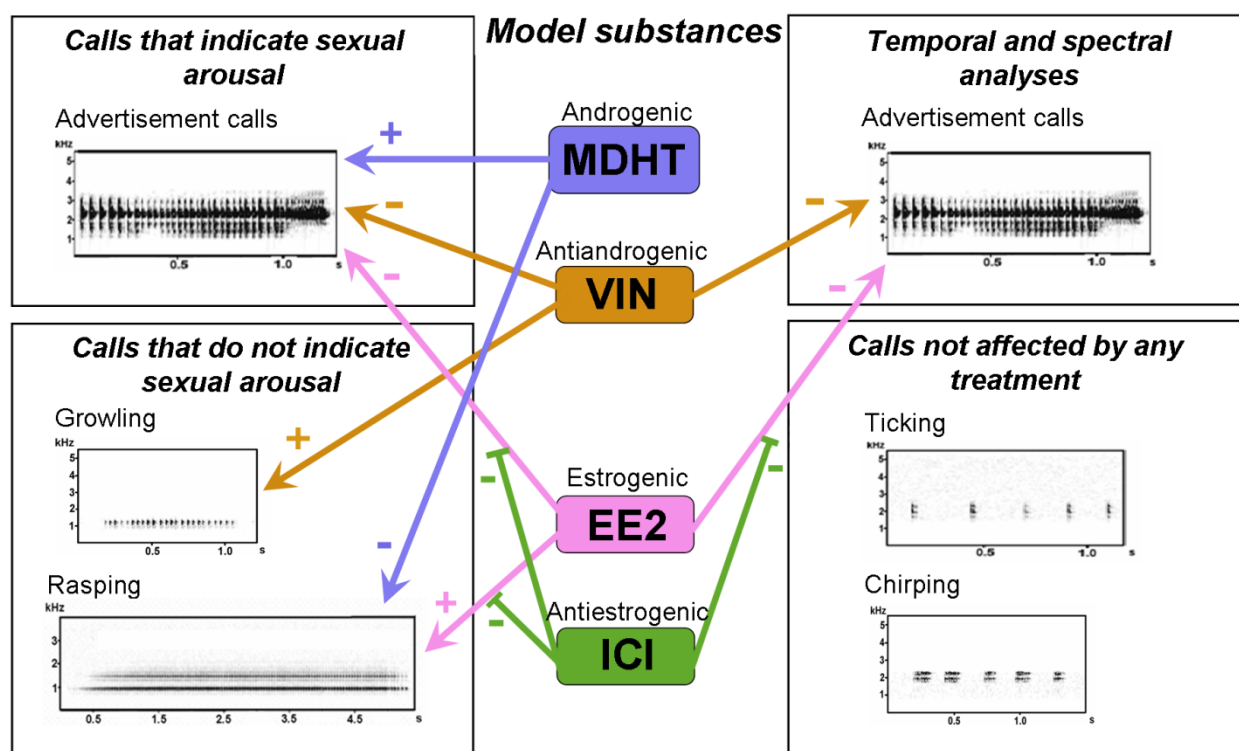 Calls that indicate sexual
arousal
Advertisement calls
kHz
5
4
3
2
1
0.5
1.0
s
Model substances
Androgenic
MDHT
Antiandrogenic
VIN
Estrogenic
EE2
Antiestrogenic
ICI
+
-
-
+
-
+
-
-
-
-
-
Temporal and spectral
analyses
Advertisement calls
kHz
5
4
3
2
1
0.5
1.0
s
Calls that do not indicate
sexual arousal
Growling
kHz
5
4
3
2
1
0.5
1.0
s
Rasping
kHz
3
2
1
0.5
1.5
2.5
3.5
4.5
s
Calls not affected by any
treatment
Ticking
kHz
5
4
3
2
1
0.5
1.0
s
Chirping
kHz
5
4
3
2
1
0.5
1.0
s